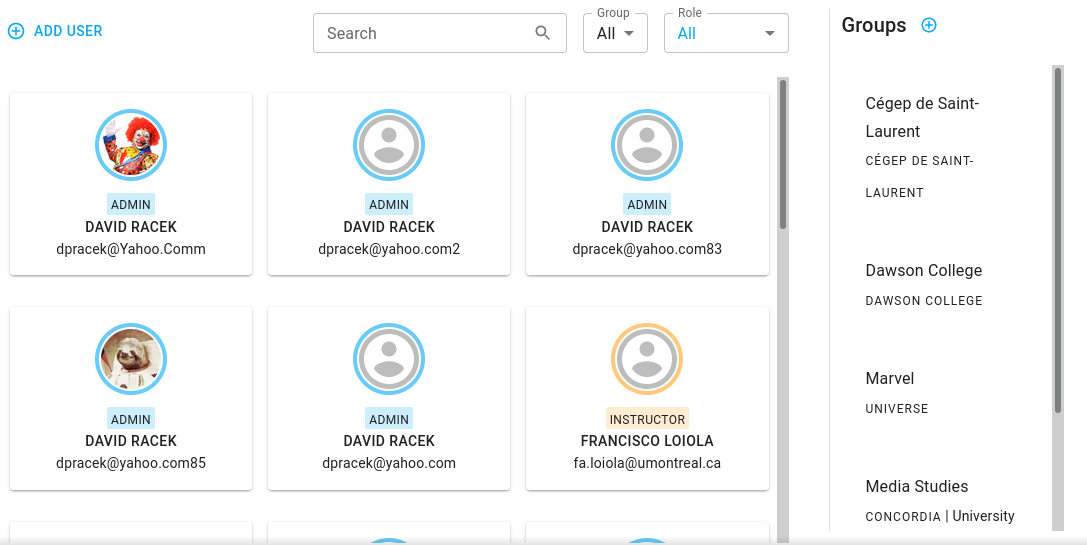 ADD USER
Search
Group
All
Role
All
Groups
ADMIN
DAVID RACEK
dpracek@Yahoo.Comm
ADMIN
DAVID RACEK
dpracek@yahoo.com2
ADMIN
DAVID RACEK
dpracek@yahoo.com83
ADMIN
DAVID RACEK
dpracek@yahoo.com85
ADMIN
DAVID RACEK
dpracek@yahoo.com
INSTRUCTOR
FRANCISCO LOIOLA
fa.loiola@umontreal.ca
Cégep de Saint-
Laurent
CÉGEP DE SAINT-
LAURENT
Dawson College
DAWSON COLLEGE
Marvel
UNIVERSE
Media Studies
CONCORDIA | University